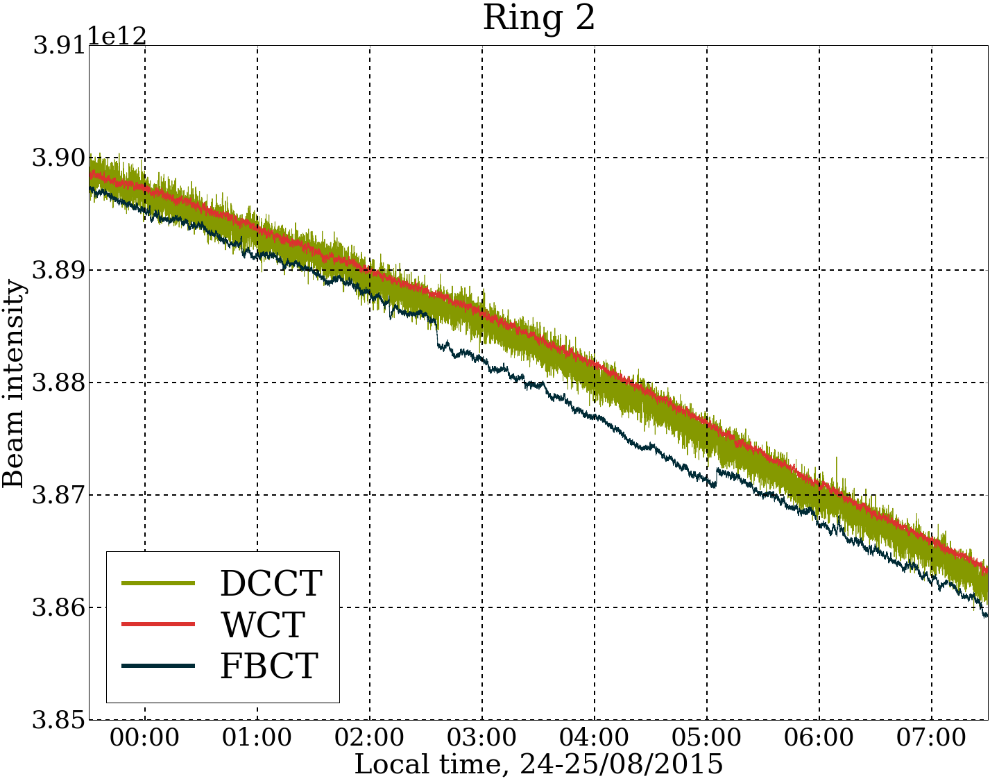 Ring 2
1e12
3.91
3.90
3.89
3.88
3.87
3.86
3.85
Beam intensity
DCCT
WCT
FBCT
00:00 01:00 02:00 03:00 04:00 05:00 06:00 07:00
Local time, 24-25/08/2015